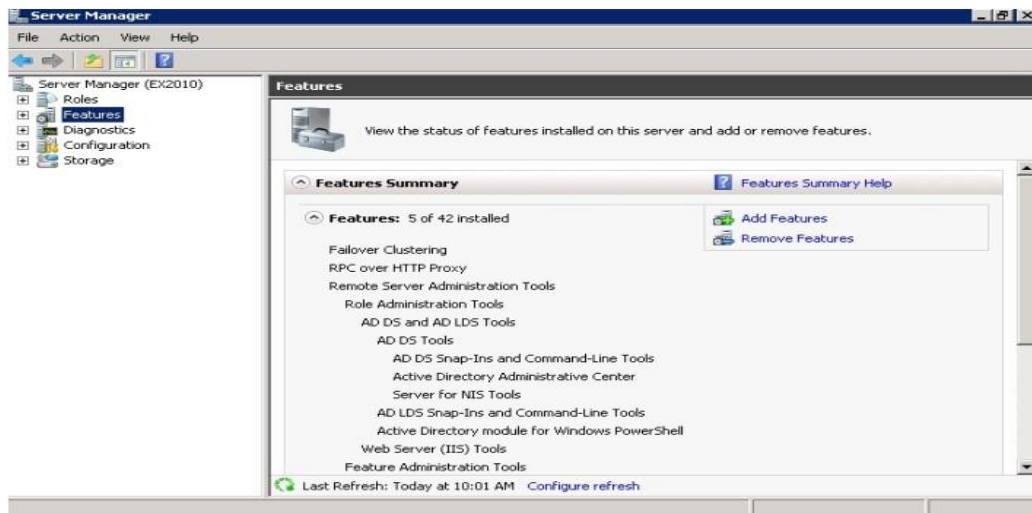 Server Manager
File Action View Help
Server Manager (EX2010)
Roles
Features
Diagnostics
Configuration
Storage
Features
View the status of features installed on this server and add or remove features.
Features Summary
Features Summary Help
Features: 5 of 42 installed
Add Features
Remove Features
Failover Clustering
RPC over HTTP Proxy
Remote Server Administration Tools
Role Administration Tools
AD DS and AD LDS Tools
AD DS Tools
AD DS Snap-Ins and Command-Line Tools
Active Directory Administrative Center
Server for NIS Tools
AD LDS Snap-Ins and Command-Line Tools
Active Directory module for Windows PowerShell
Web Server (IIS) Tools
Feature Administration Tools
Last Refresh: Today at 10:01 AM Configure refresh